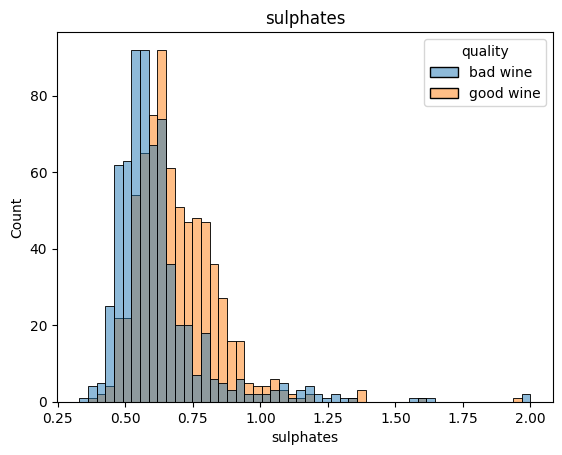 sulphates
quality
bad wine
good wine
Count
80
60
40
20
0
0.25 0.50 0.75 1.00 1.25 1.50 1.75 2.00
sulphates